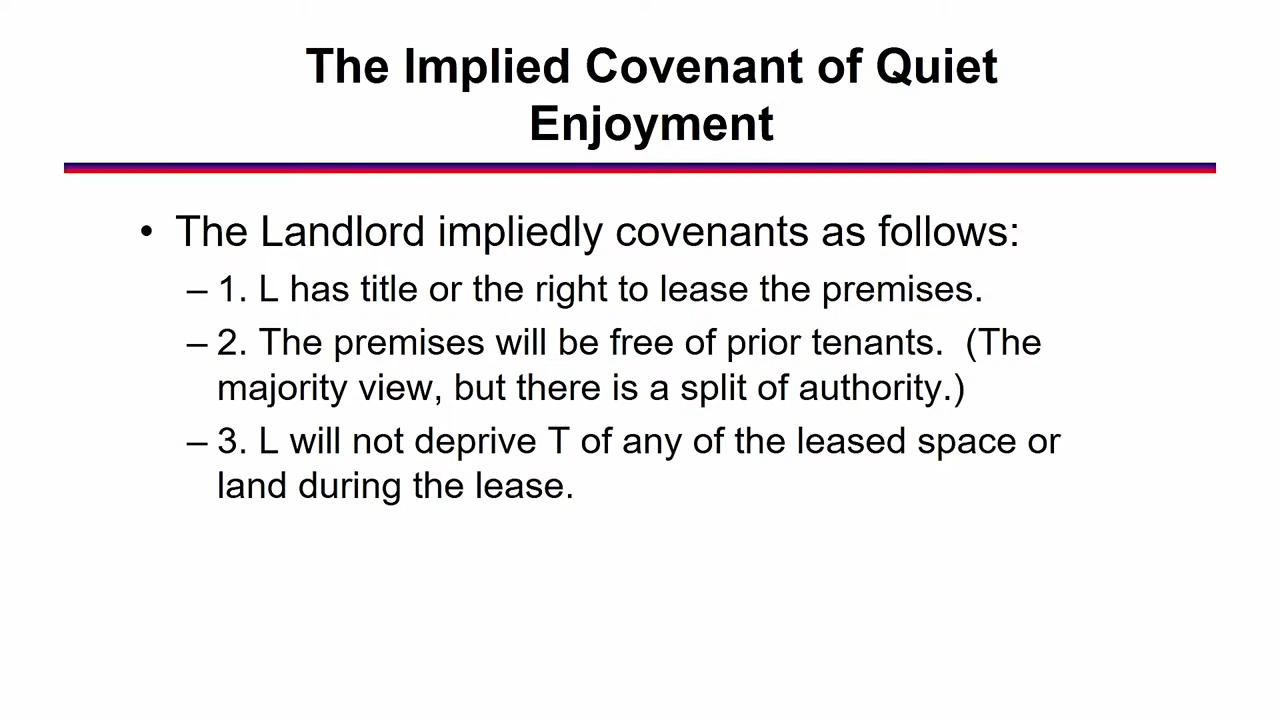 The Implied Covenant of Quiet
Enjoyment
• The Landlord impliedly covenants as follows:
– 1. L has title or the right to lease the premises.
– 2. The premises will be free of prior tenants.  (The
majority view, but there is a split of authority.)
– 3. L will not deprive T of any of the leased space or
land during the lease.